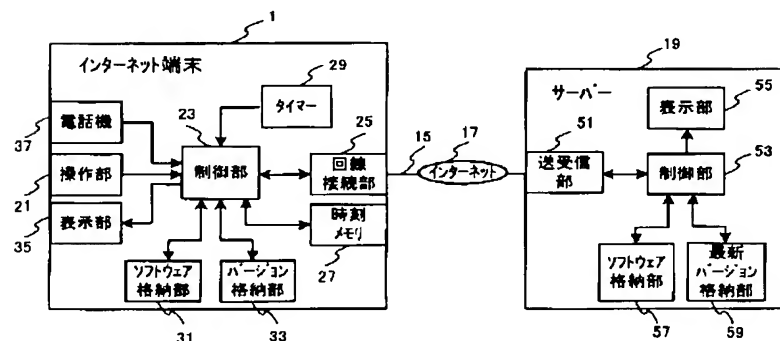 1
インターネット端末
29
タイマー
23
電話機
37
制御部
25
回線
接続部
操作部
21
表示部
35
時刻
メモリ
27
ソフトウェア
格納部
31
バージョン
格納部
33
15
17
インターネット
19
サーバー
55
表示部
51
送受信
部
53
制御部
ソフトウェア
格納部
57
最新
バージョン
格納部
59